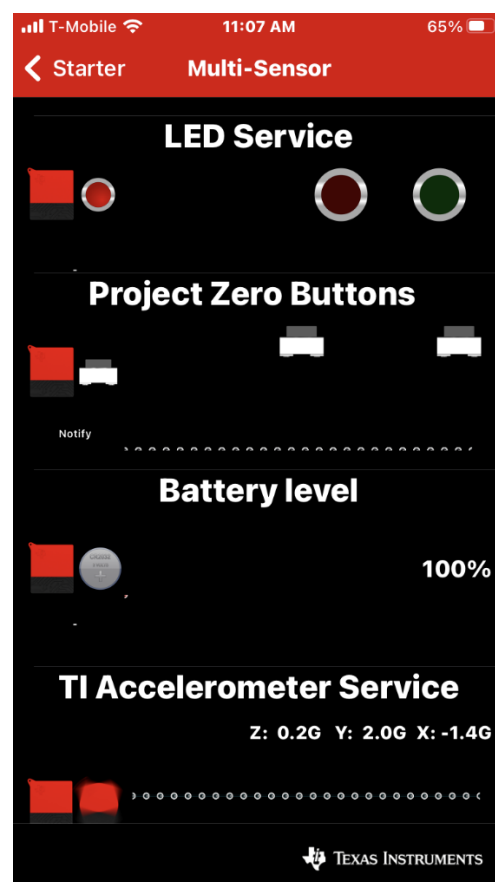 T-Mobile 11:07 AM 65%
Starter Multi-Sensor
LED Service
Project Zero Buttons
Notify
Battery level
100%
TI Accelerometer Service
Z: 0.2G Y: 2.0G X: -1.4G
TEXAS INSTRUMENTS